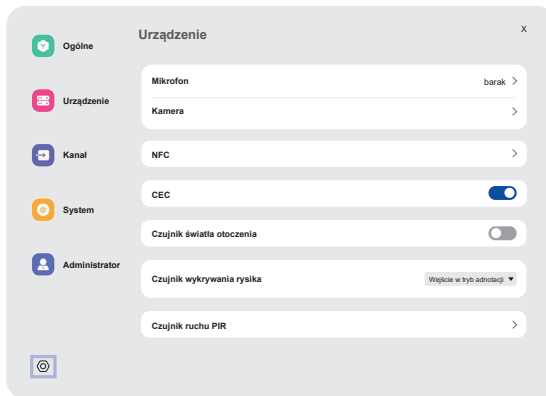 Urządzenie
X
Ogólne
Urządzenie
Kanał
System
Administrator
Mikrofon
barak
Kamera
NFC
CEC
Czujnik światła otoczenia
Czujnik wykrywania rysika
Wejście w tryb adnotacji
Czujnik ruchu PIR